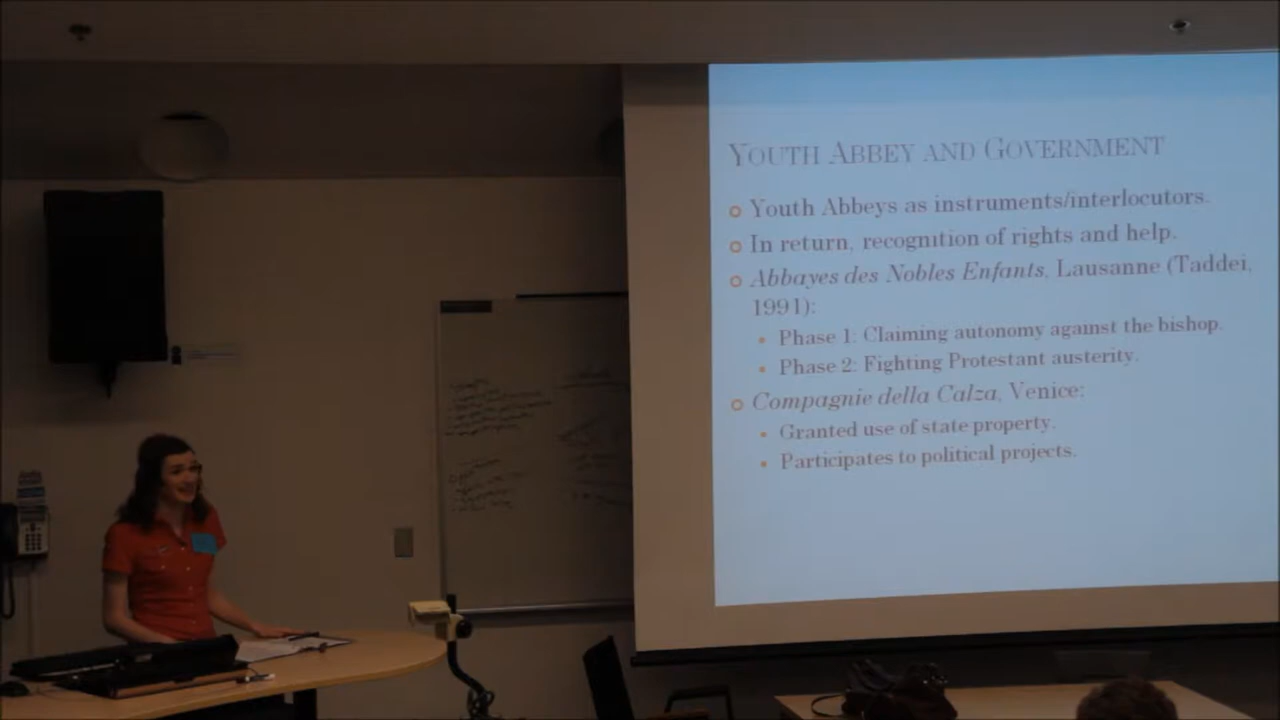 YOUTH ABBEY AND GOVERNMENT
Youth Abbeys as instruments/interlocutors.
In return, recognition of rights and help.
Abbayes des Nobles Enfants, Lausanne (Taddei,
1991):
Phase 1: Claiming autonomy against the bishop.
Phase 2: Fighting Protestant austerity.
Compagnie della Calza, Venice:
Granted use of state property.
Participates to political projects.